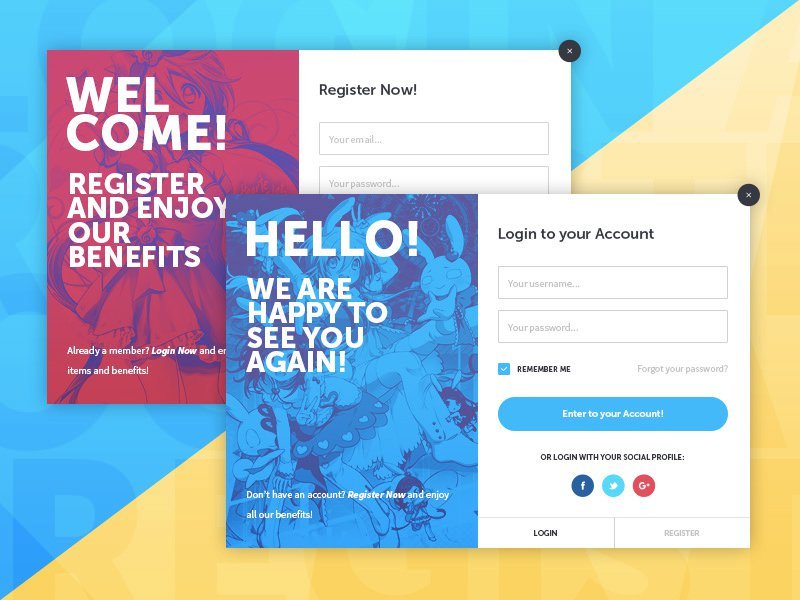 WEL
COME!
REGISTER
AND ENJOY
OUR
BENEFITS
Already a member? Login Now and
items and benefits!
Register Now!
Your email...
Your password...
HELLO!
WE ARE
HAPPY TO
SEE YOU
AGAIN!
Don't have an account? Register Now and enjoy
all our benefits!
Login to your Account
Your username...
Your password...
REMEMBER ME
Forgot your password?
Enter to your Account!
OR LOGIN WITH YOUR SOCIAL PROFILE:
f
G+
LOGIN
REGISTER